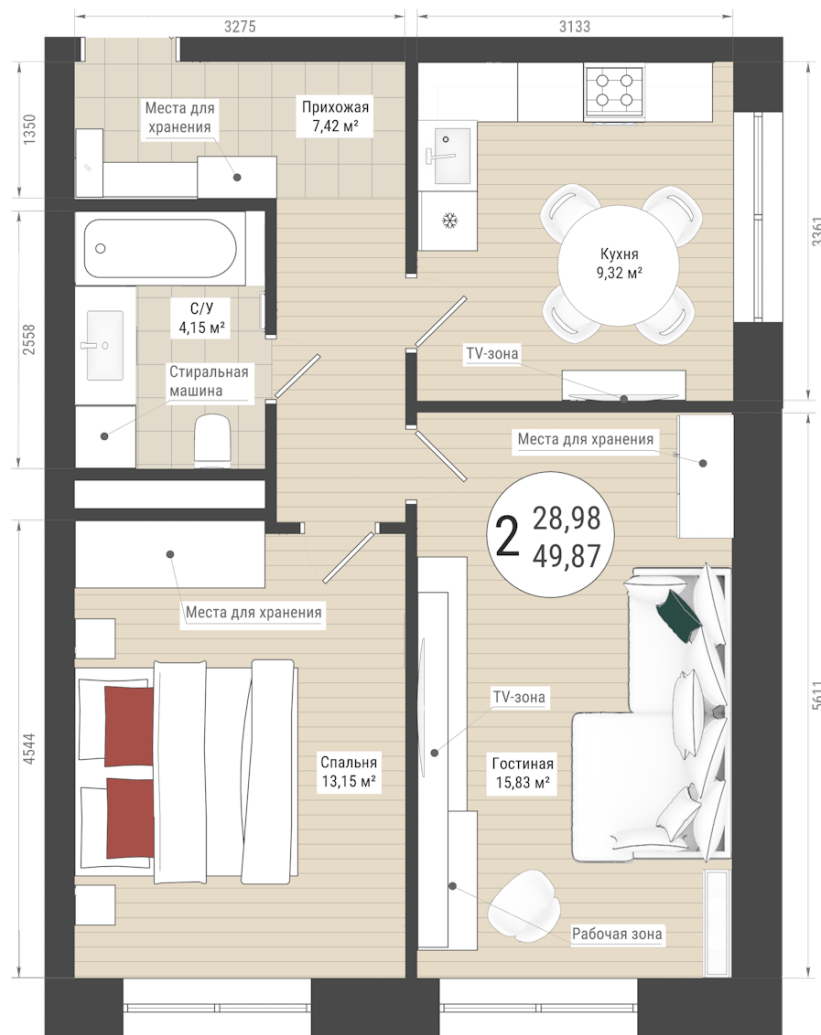 3275
3133
1350
Места для
хранения
Прихожая
7,42 м²
3361
Кухня
9,32 м²
2558
С/У
4,15 м²
TV-зона
Стиральная
машина
Места для хранения
2
28,98
49,87
Места для хранения
4544
5611
TV-зона
Спальня
13,15 м²
Гостиная
15,83 м²
Рабочая зона